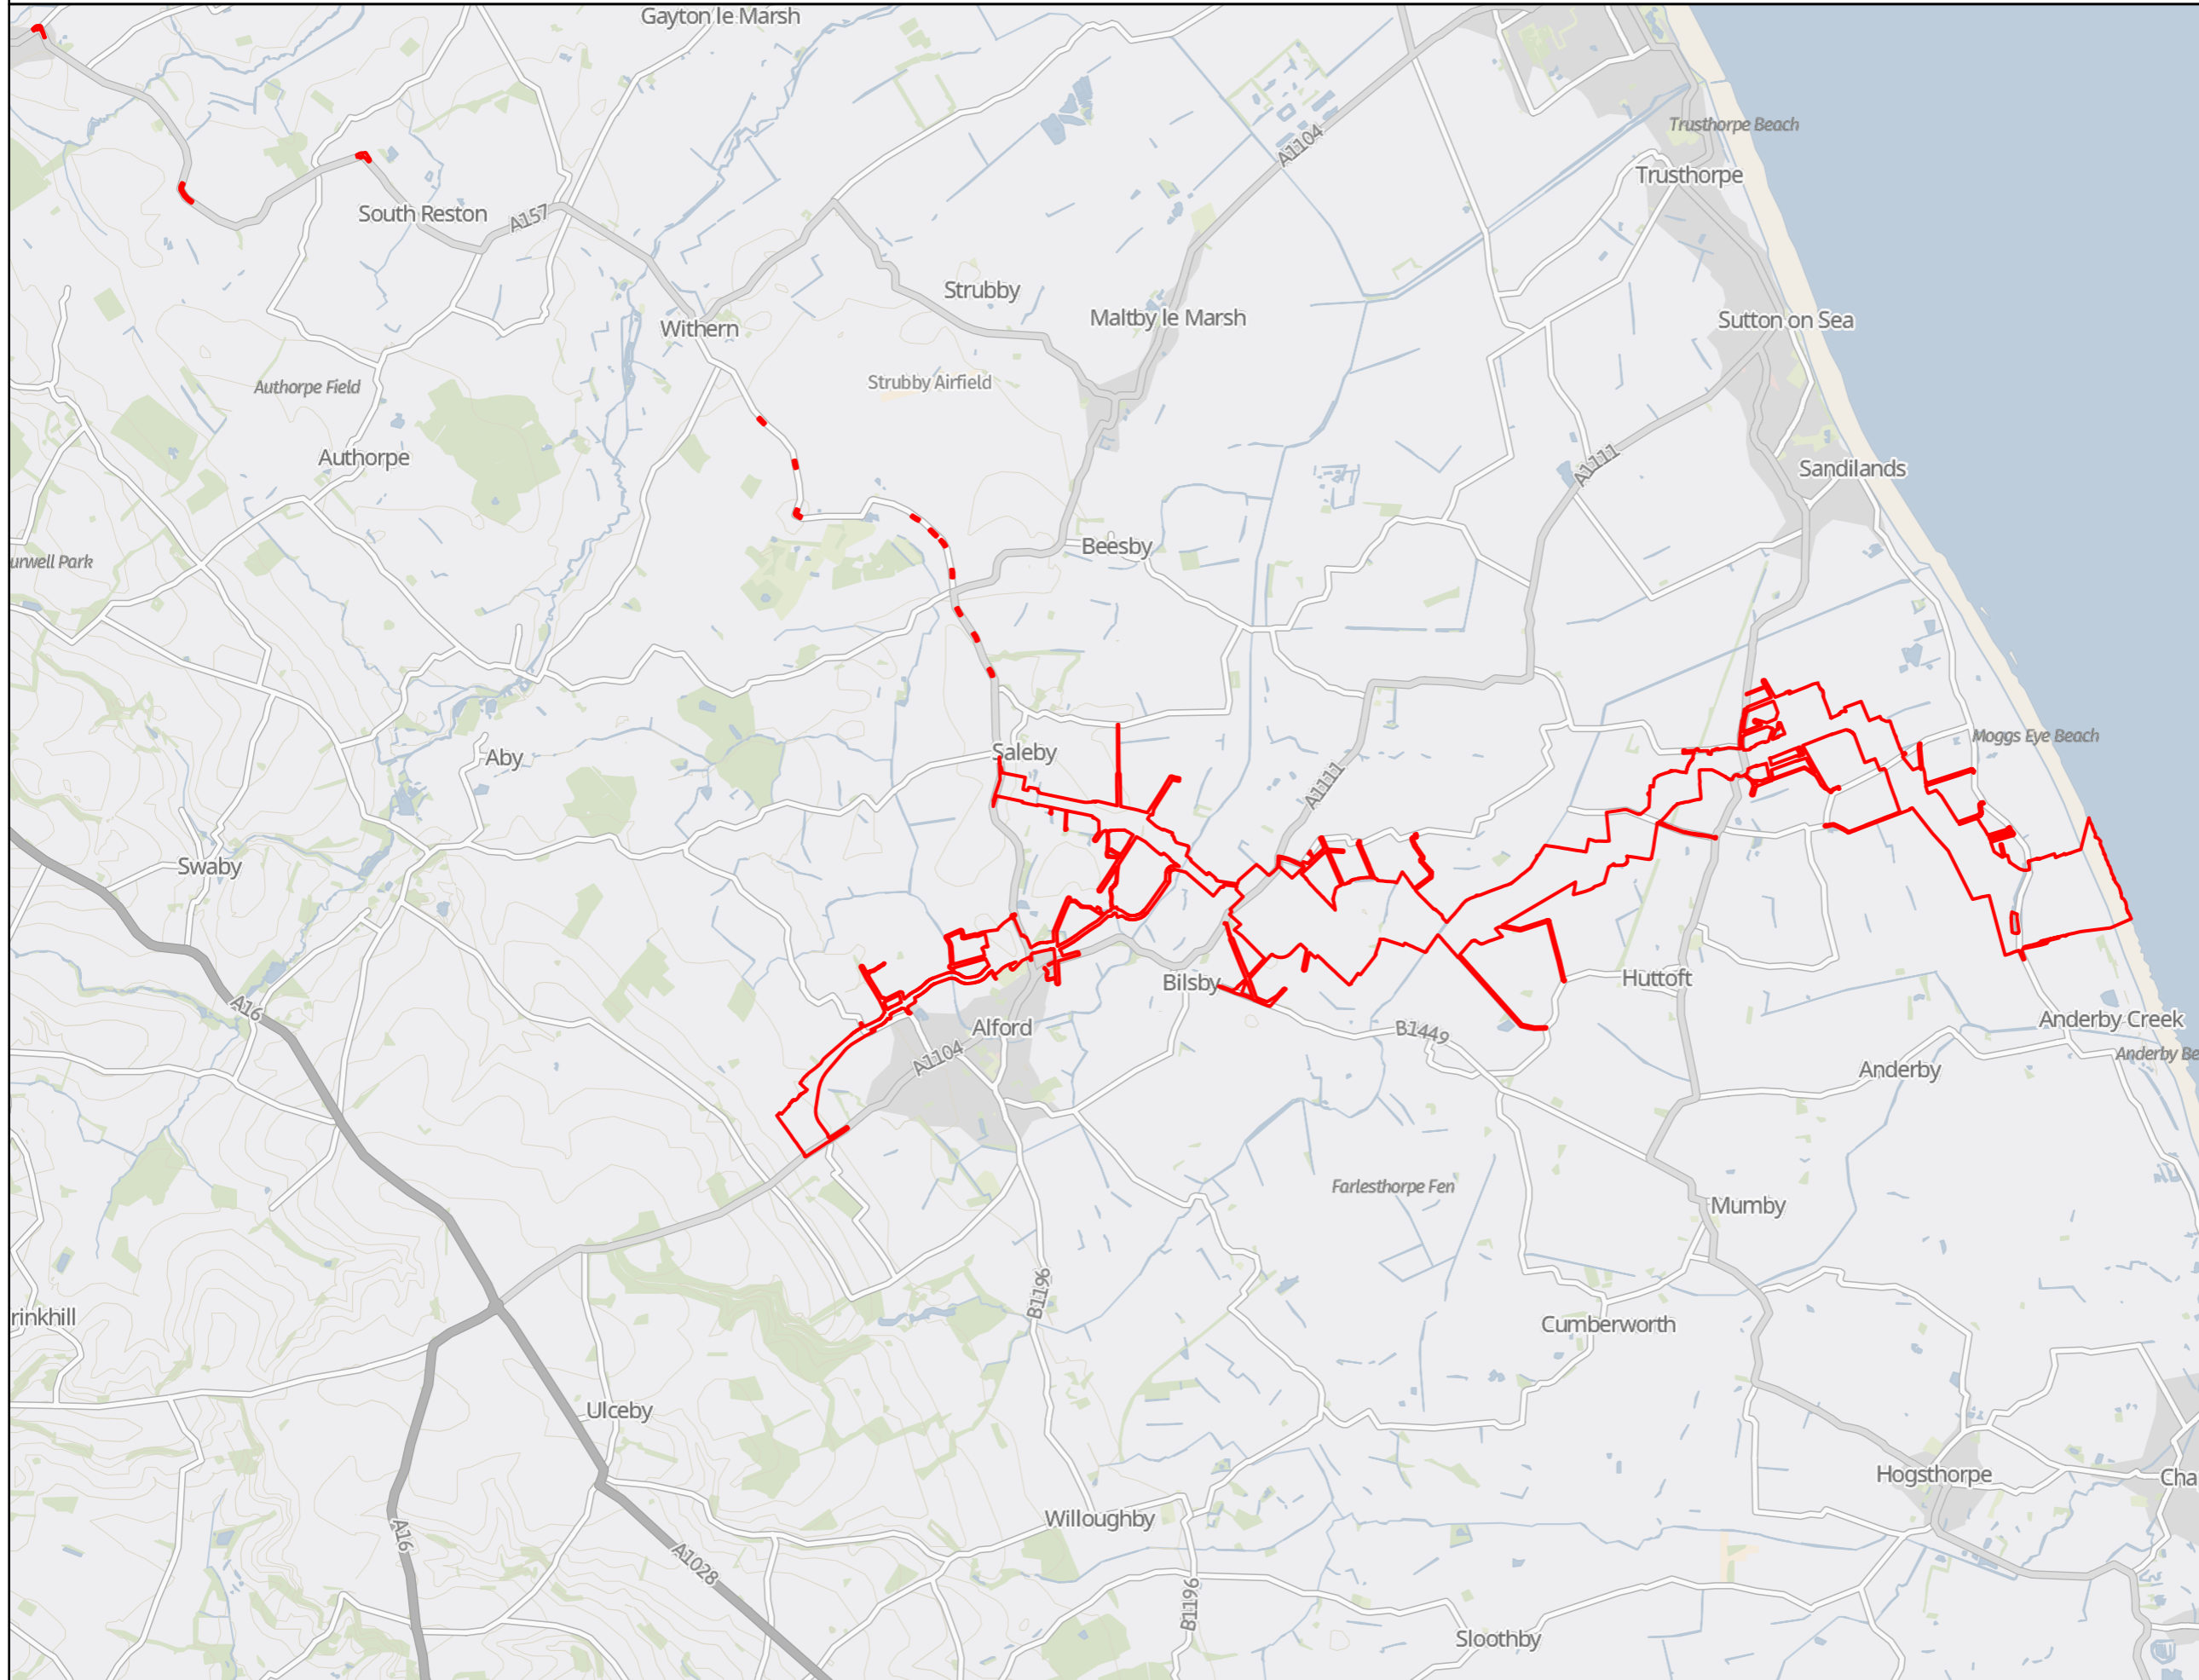 Gayton le Marsh
Trusthorpe Beach
A1104
Trusthorpe
South Reston
A157
Strubby
Maltby le Marsh
Sutton on Sea
Withern
Strubby Airfield
Authorpe Field
Authorpe
A1111
Sandilands
Beesby
urwell Park
Moggs Eye Beach
Saleby
Aby
A1111
Swaby
Bilsby
Huttoft
A16
Alford
B1449
Anderby Creek
A1104
Anderby
Anderby Be
Farlesthorpe Fen
Mumby
B1196
rinkhill
Cumberworth
Ulceby
Hogsthorpe
Cha
Willoughby
A16
A1028
B1196
Sloothby